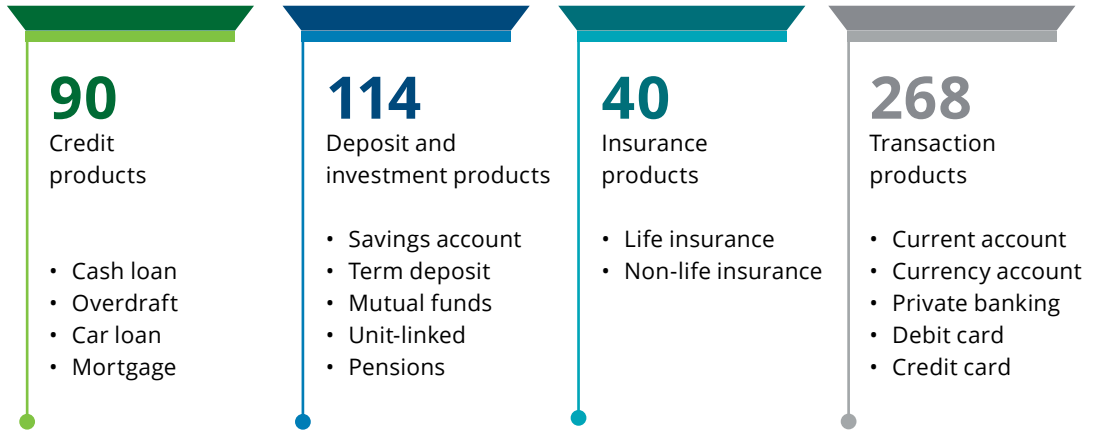 90
Credit
products
• Cash loan
• Overdraft
• Car loan
• Mortgage
114
Deposit and
investment products
• Savings account
• Term deposit
• Mutual funds
• Unit-linked
• Pensions
40
Insurance
products
• Life insurance
• Non-life insurance
268
Transaction
products
• Current account
• Currency account
• Private banking
• Debit card
• Credit card